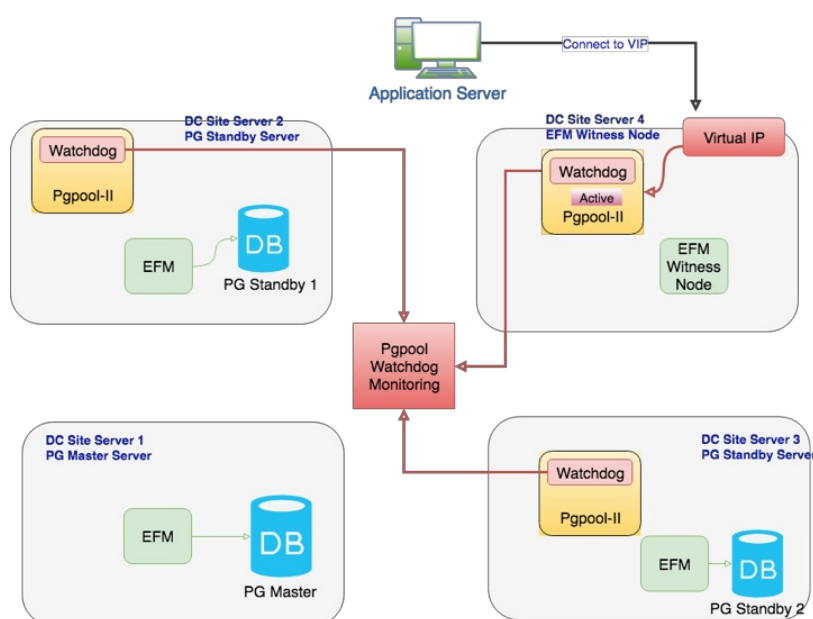 Connect to VIP
Application Server
DC Site Server 2
PG Standby Server
Watchdog
Pgpool-II
EFM
DB
PG Standby 1
DC Site Server 4
EFM Witness Node
Virtual IP
Watchdog
Active
Pgpool-II
EFM
Witness
Node
Pgpool
Watchdog
Monitoring
DC Site Server 1
PG Master Server
EFM
DB
PG Master
DC Site Server 3
PG Standby Server
Watchdog
Pgpool-II
EFM
DB
PG Standby 2